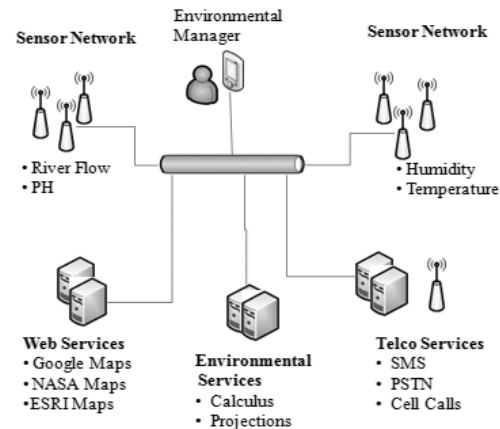 Environmental
Manager
Sensor Network
Sensor Network
• River Flow
• PH
• Humidity
• Temperature
Web Services
• Google Maps
• NASA Maps
•ESRI Maps
Environmental
Services
• Calculus
• Projections
Telco Services
• SMS
• PSTN
• Cell Calls